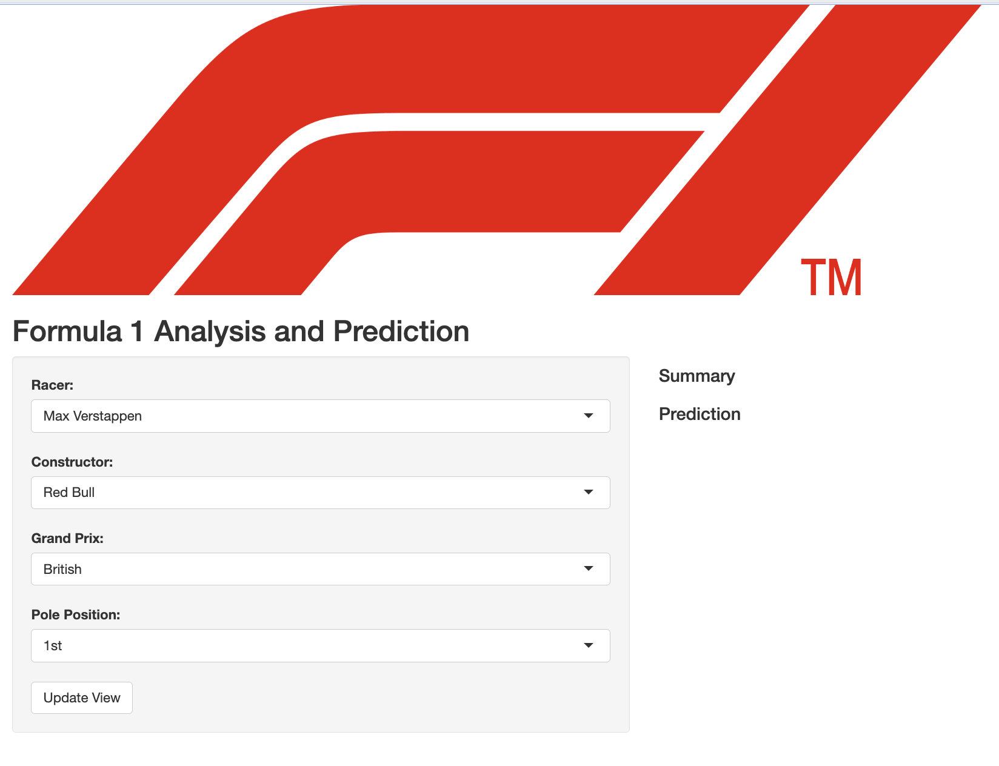 F1
TM
Formula 1 Analysis and Prediction
Racer:
Max Verstappen
Constructor:
Red Bull
Grand Prix:
British
Pole Position:
1st
Update View
Summary
Prediction